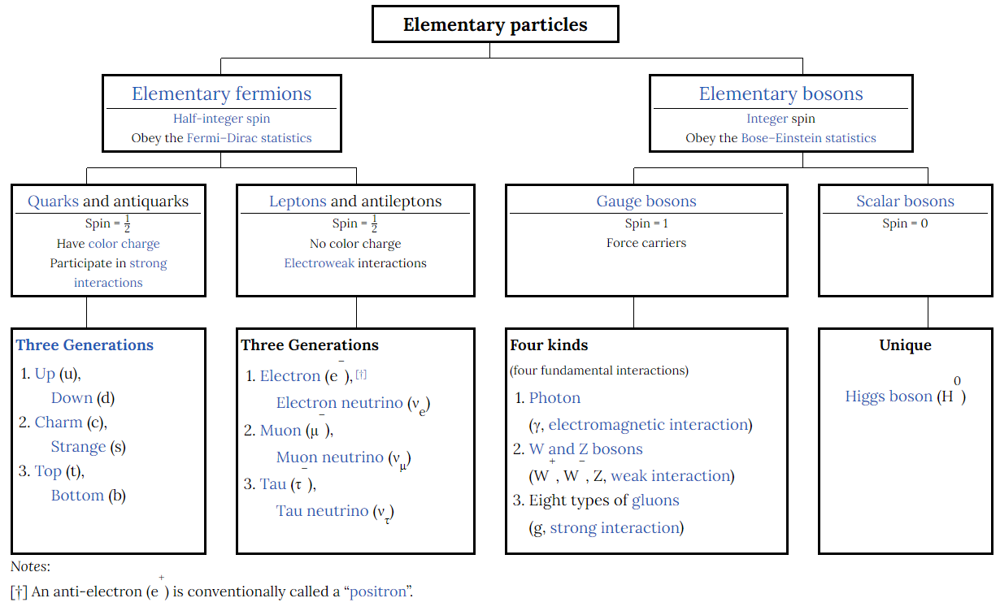 Elementary particles
Elementary fermions
Half-integer spin
Obey the Fermi–Dirac statistics
Elementary bosons
Integer spin
Obey the Bose–Einstein statistics
Quarks and antiquarks
Spin = 1/2
Have color charge
Participate in strong
interactions
Leptons and antileptons
Spin = 1/2
No color charge
Electroweak interactions
Gauge bosons
Spin = 1
Force carriers
Scalar bosons
Spin = 0
Three Generations
1. Up (u),
Down (d)
2. Charm (c),
Strange (s)
3. Top (t),
Bottom (b)
Three Generations
1. Electron (e⁻), [†]
Electron neutrino (νₑ)
2. Muon (μ⁻),
Muon neutrino (ν_μ)
3. Tau (τ⁻),
Tau neutrino (ν_τ)
Four kinds
(four fundamental interactions)
1. Photon
(γ, electromagnetic interaction)
2. W and Z bosons
(W⁺, W⁻, Z, weak interaction)
3. Eight types of gluons
(g, strong interaction)
Unique
Higgs boson (H⁰)
Notes:
[†] An anti-electron (e⁺) is conventionally called a “positron”.